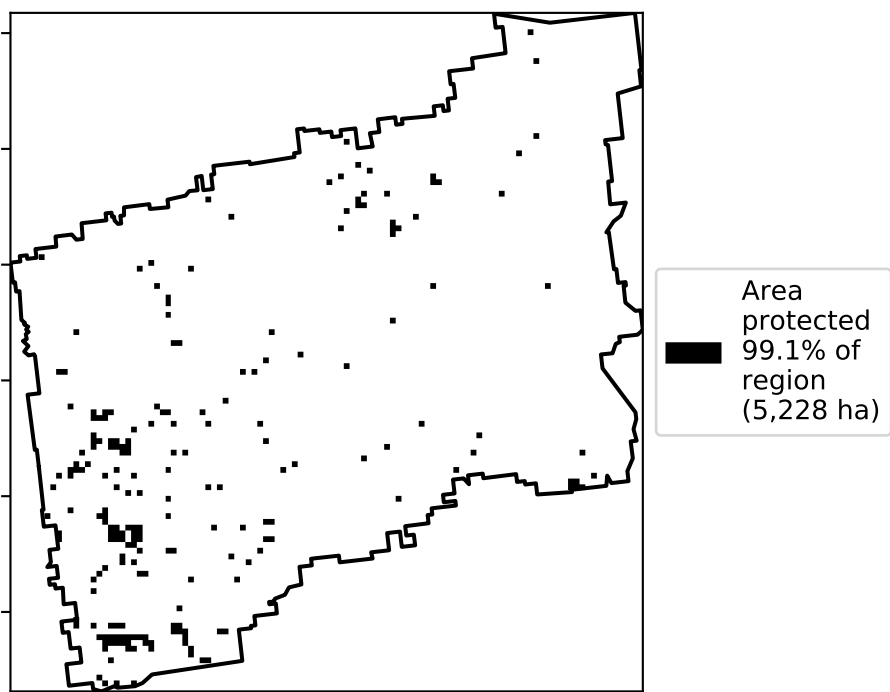 Area
protected
99.1% of
region
(5,228 ha)